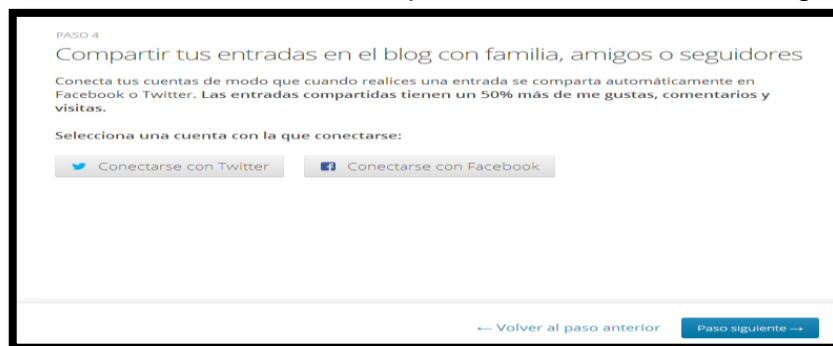 PASO 4
Compartir tus entradas en el blog con familia, amigos o seguidores
Conecta tus cuentas de modo que cuando realices una entrada se comparta automáticamente en
Facebook o Twitter. Las entradas compartidas tienen un 50% más de me gustas, comentarios y
visitas.
Selecciona una cuenta con la que conectarse:
Conectarse con Twitter Conectarse con Facebook
← Volver al paso anterior Paso siguiente →